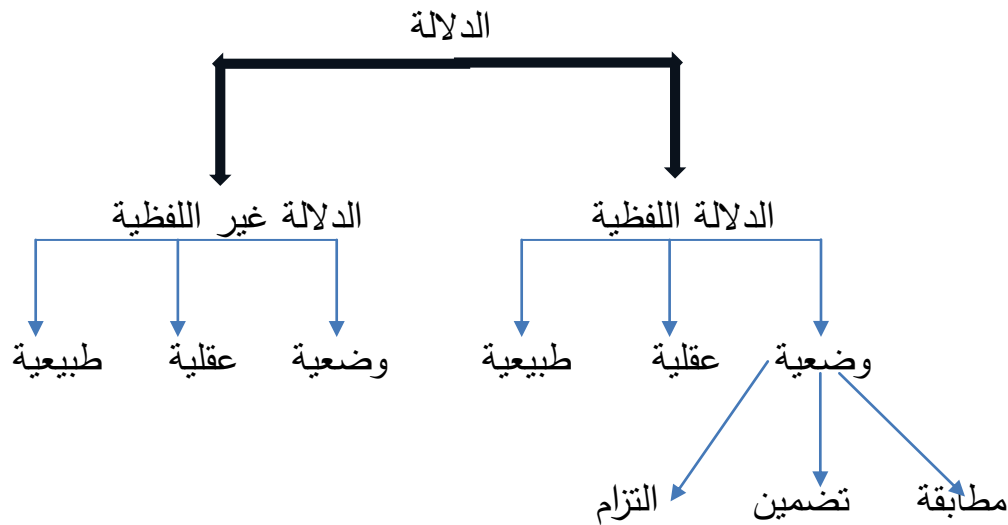 الدلالة
الدلالة اللفظية الدلالة غير اللفظية
وضعية عقلية طبيعية وضعية عقلية طبيعية
مطابقة تضمين التزام